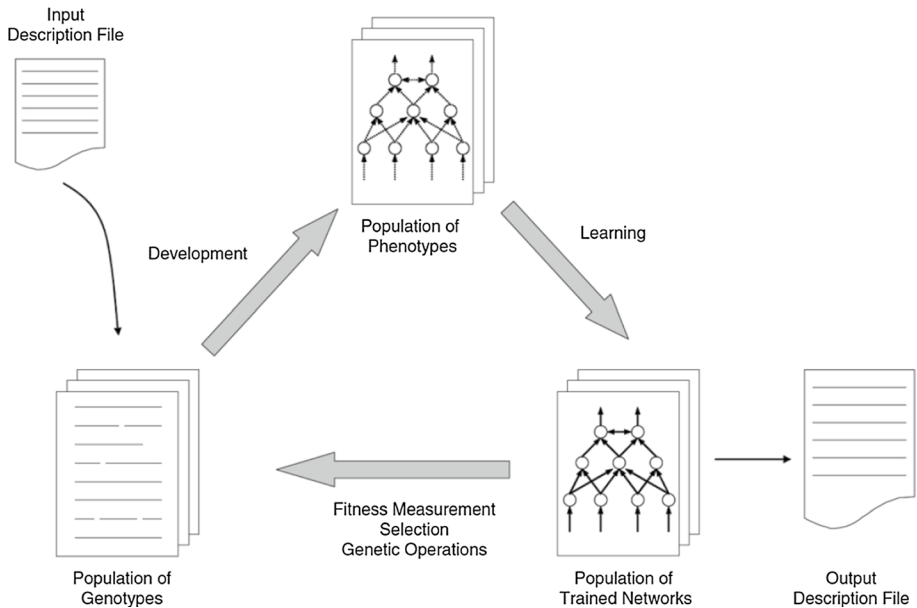 Input
Description File
Population of
Phenotypes
Development
Learning
Fitness Measurement
Selection
Genetic Operations
Population of
Genotypes
Population of
Trained Networks
Output
Description File